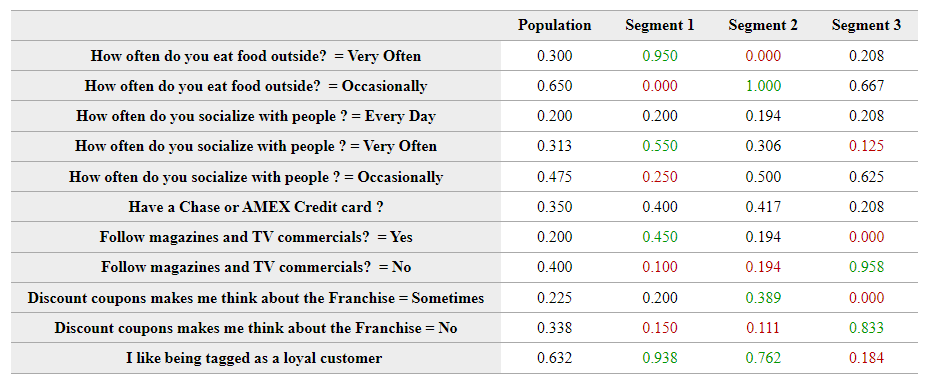 Population Segment 1 Segment 2 Segment 3
How often do you eat food outside?  = Very Often 0.300 0.950 0.000 0.208
How often do you eat food outside?  = Occasionally 0.650 0.000 1.000 0.667
How often do you socialize with people ? = Every Day 0.200 0.200 0.194 0.208
How often do you socialize with people ? = Very Often 0.313 0.550 0.306 0.125
How often do you socialize with people ? = Occasionally 0.475 0.250 0.500 0.625
Have a Chase or AMEX Credit card ? 0.350 0.400 0.417 0.208
Follow magazines and TV commercials?  = Yes 0.200 0.450 0.194 0.000
Follow magazines and TV commercials?  = No 0.400 0.100 0.194 0.958
Discount coupons makes me think about the Franchise = Sometimes 0.225 0.200 0.389 0.000
Discount coupons makes me think about the Franchise = No 0.338 0.150 0.111 0.833
I like being tagged as a loyal customer 0.632 0.938 0.762 0.184